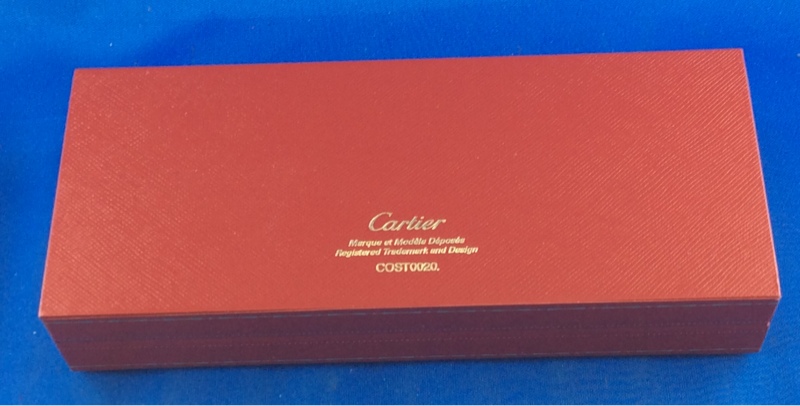 Cartier
Marque et Modèle Déposés
Registered Trademark and Design
COST0020.